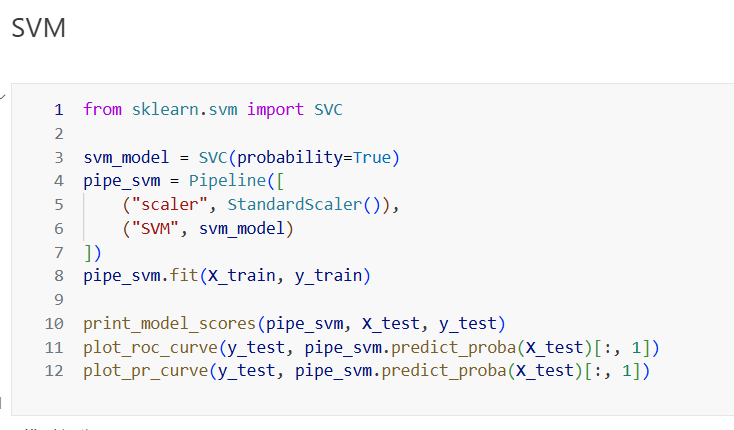 SVM
1 from sklearn.svm import SVC
2
3 svm_model = SVC(probability=True)
4 pipe_svm = Pipeline([
5     ("scaler", StandardScaler()),
6     ("SVM", svm_model)
7 ])
8 pipe_svm.fit(X_train, y_train)
9
10 print_model_scores(pipe_svm, X_test, y_test)
11 plot_roc_curve(y_test, pipe_svm.predict_proba(X_test)[:, 1])
12 plot_pr_curve(y_test, pipe_svm.predict_proba(X_test)[:, 1])